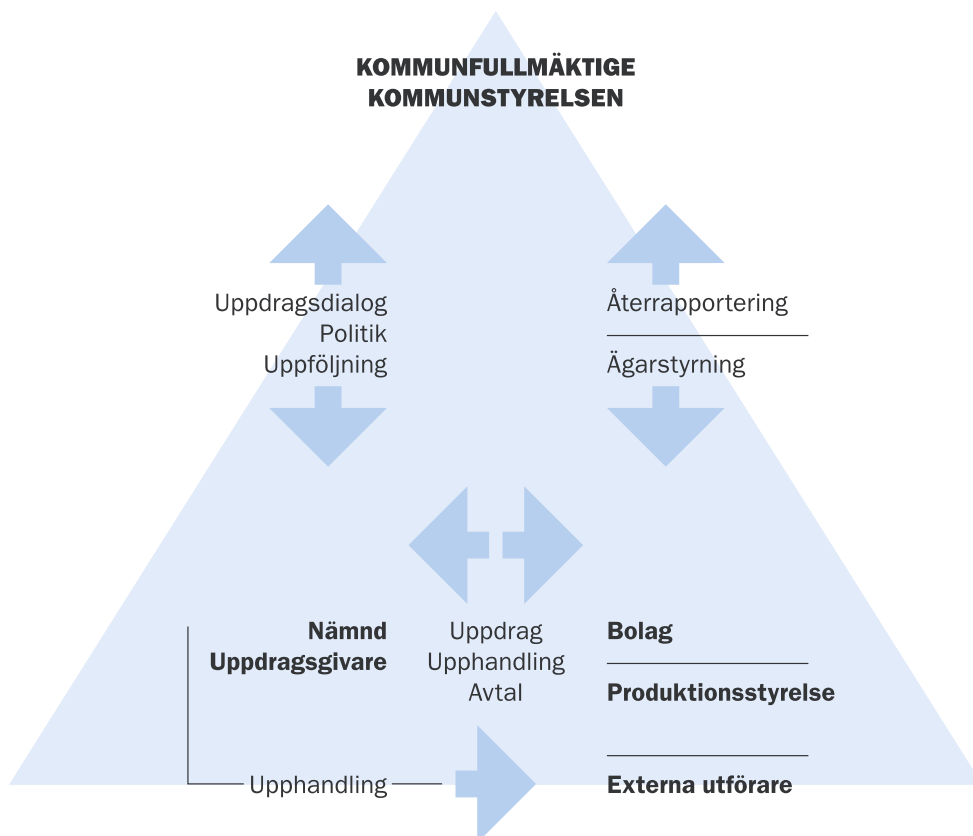 KOMMUNFULLMÄKTIGE
KOMMUNSTYRELSEN
Uppdragsdialog
Politik
Uppföljning
Återrapportering
Ägarstyrning
Nämnd
Uppdragsgivare
Uppdrag
Upphandling
Avtal
Bolag
Produktionsstyrelse
Upphandling
Externa utförare